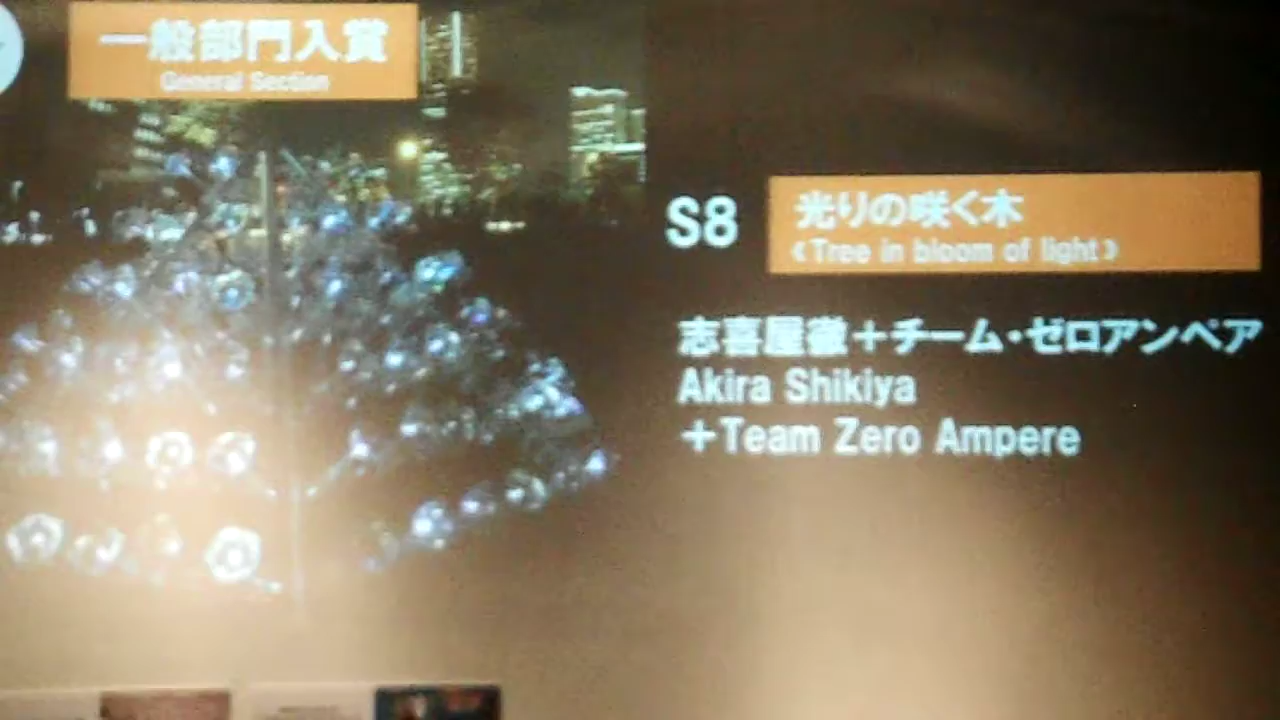 一般部門入賞
General Section
S8
光りの咲く木
《Tree in bloom of light》
志喜屋徹＋チーム・ゼロアンペア
Akira Shikiya
＋Team Zero Ampere